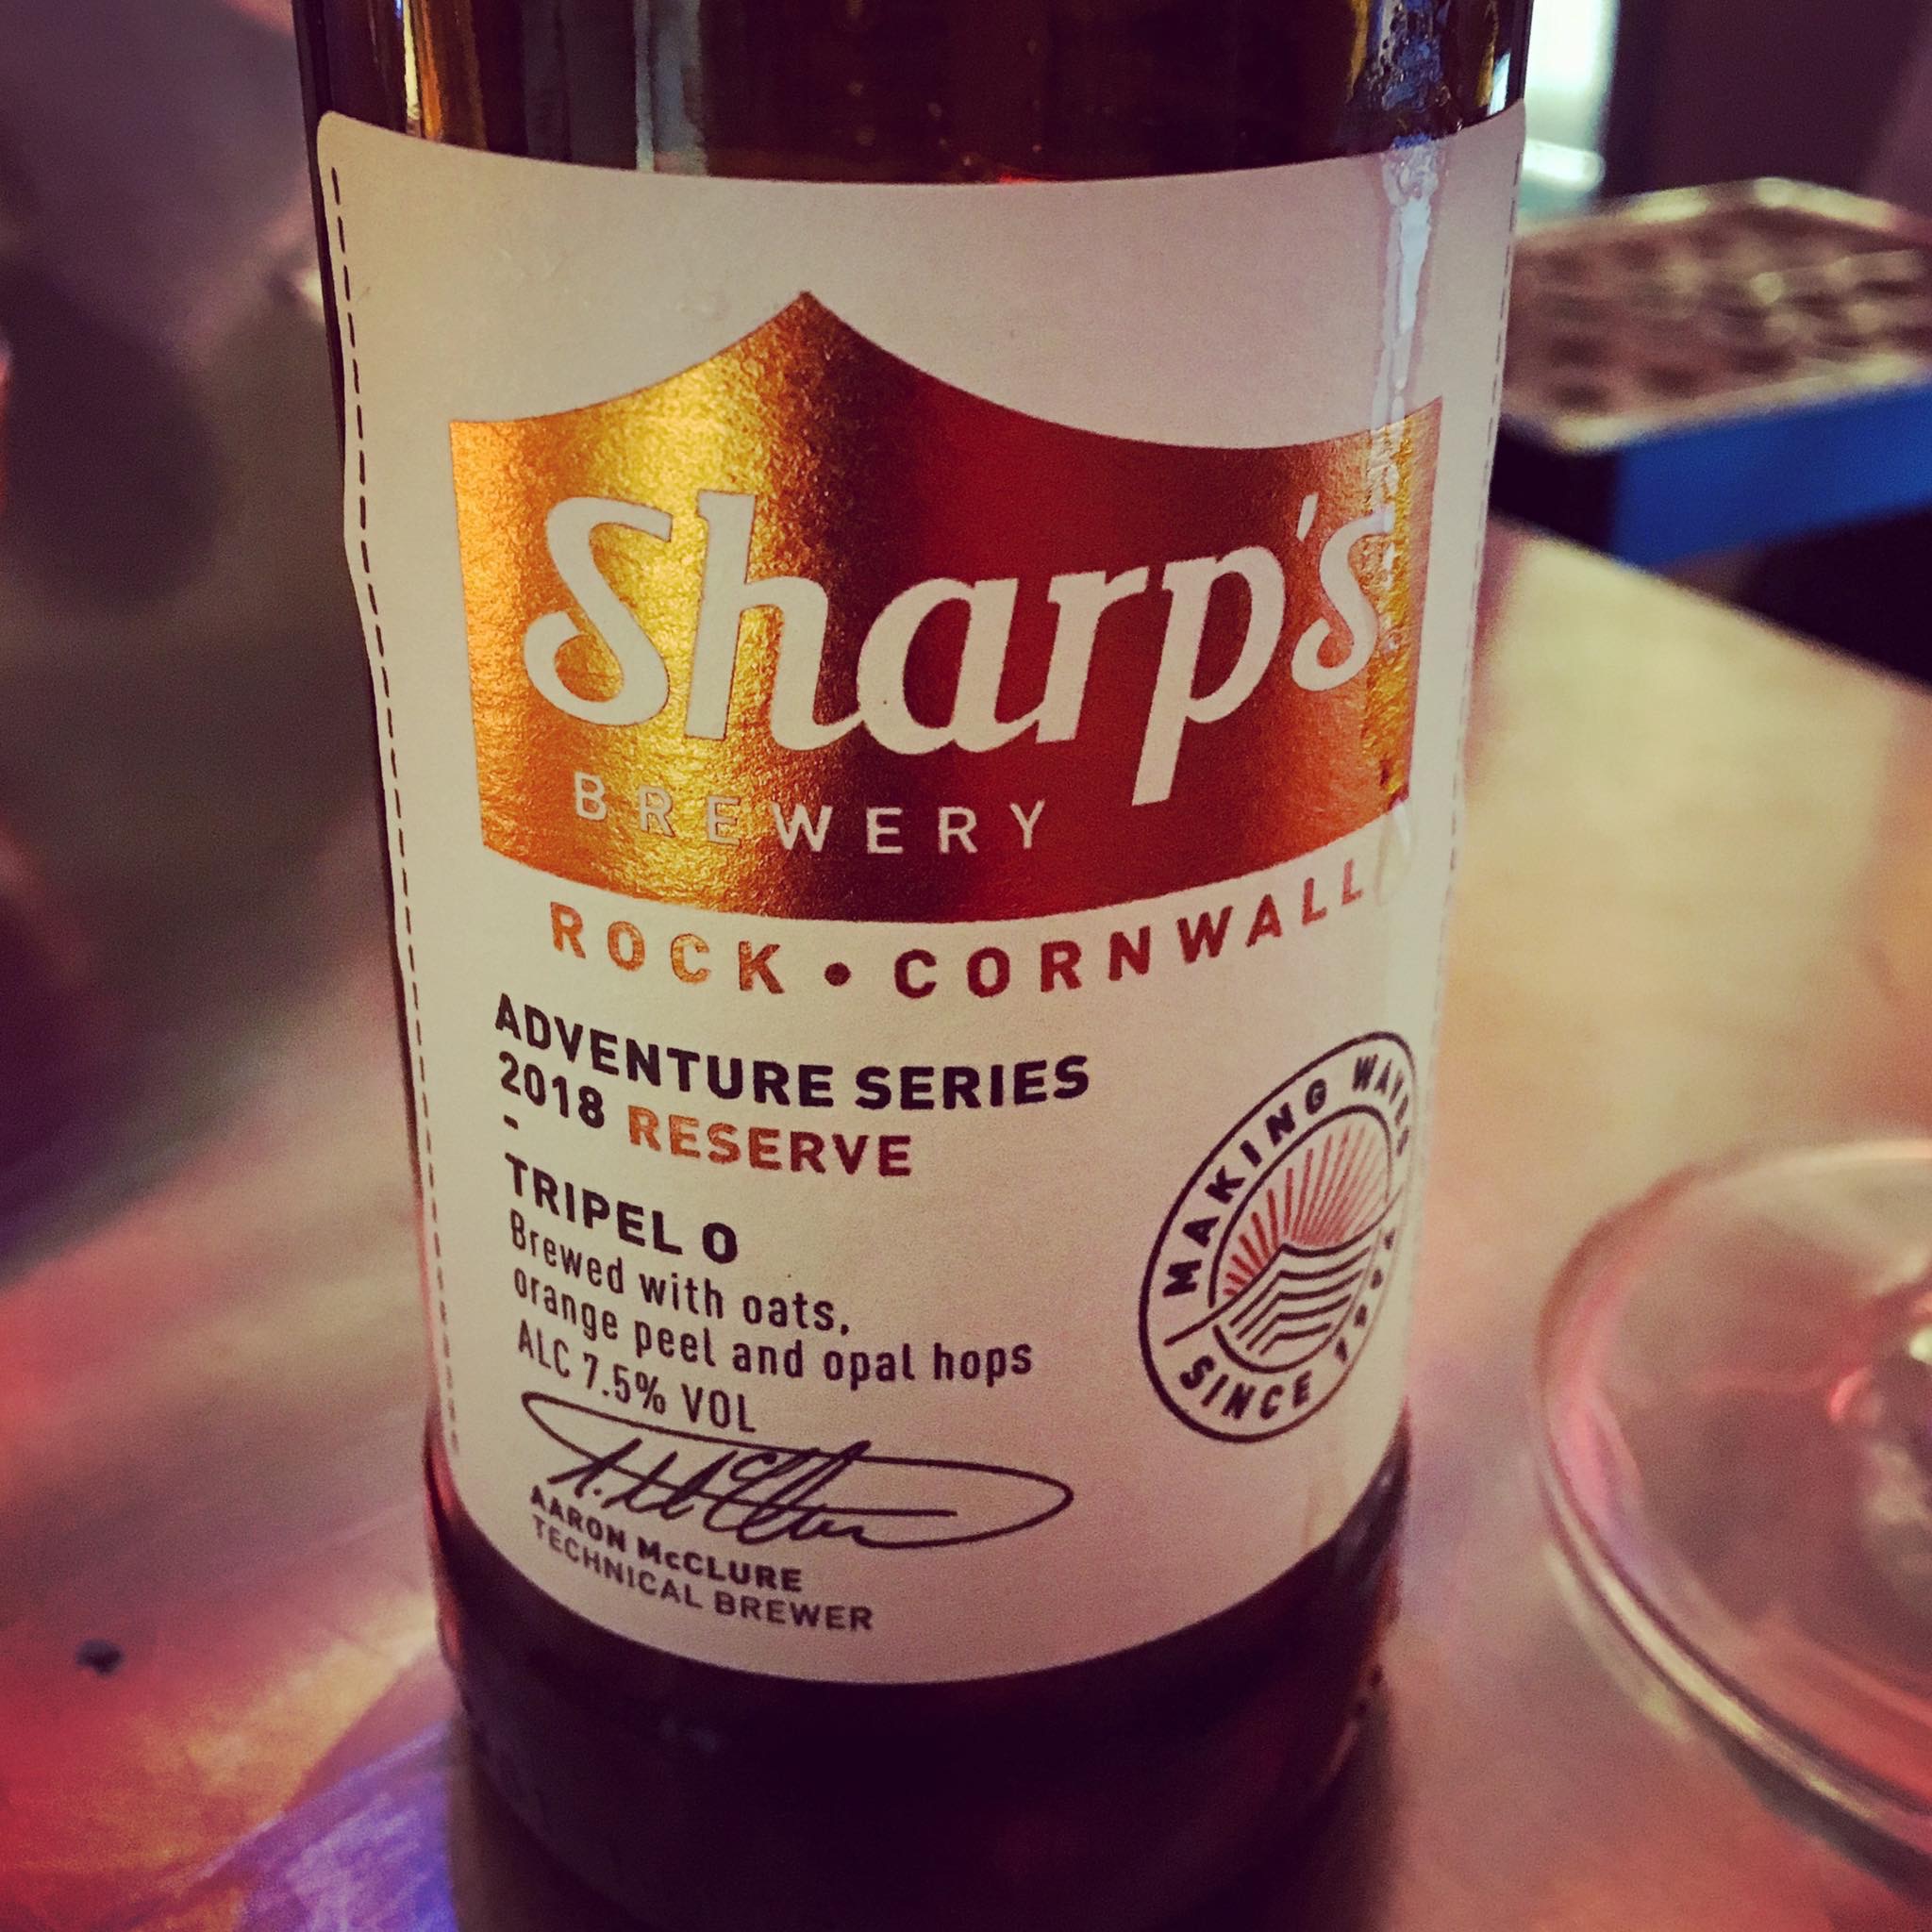 Sharp's
BREWERY
ROCK • CORNWALL
ADVENTURE SERIES
2018 RESERVE
-
TRIPEL O
Brewed with oats,
orange peel and opal hops
ALC 7.5% VOL
AARON McCLURE
TECHNICAL BREWER
MAKING WAVES
SINCE 1994